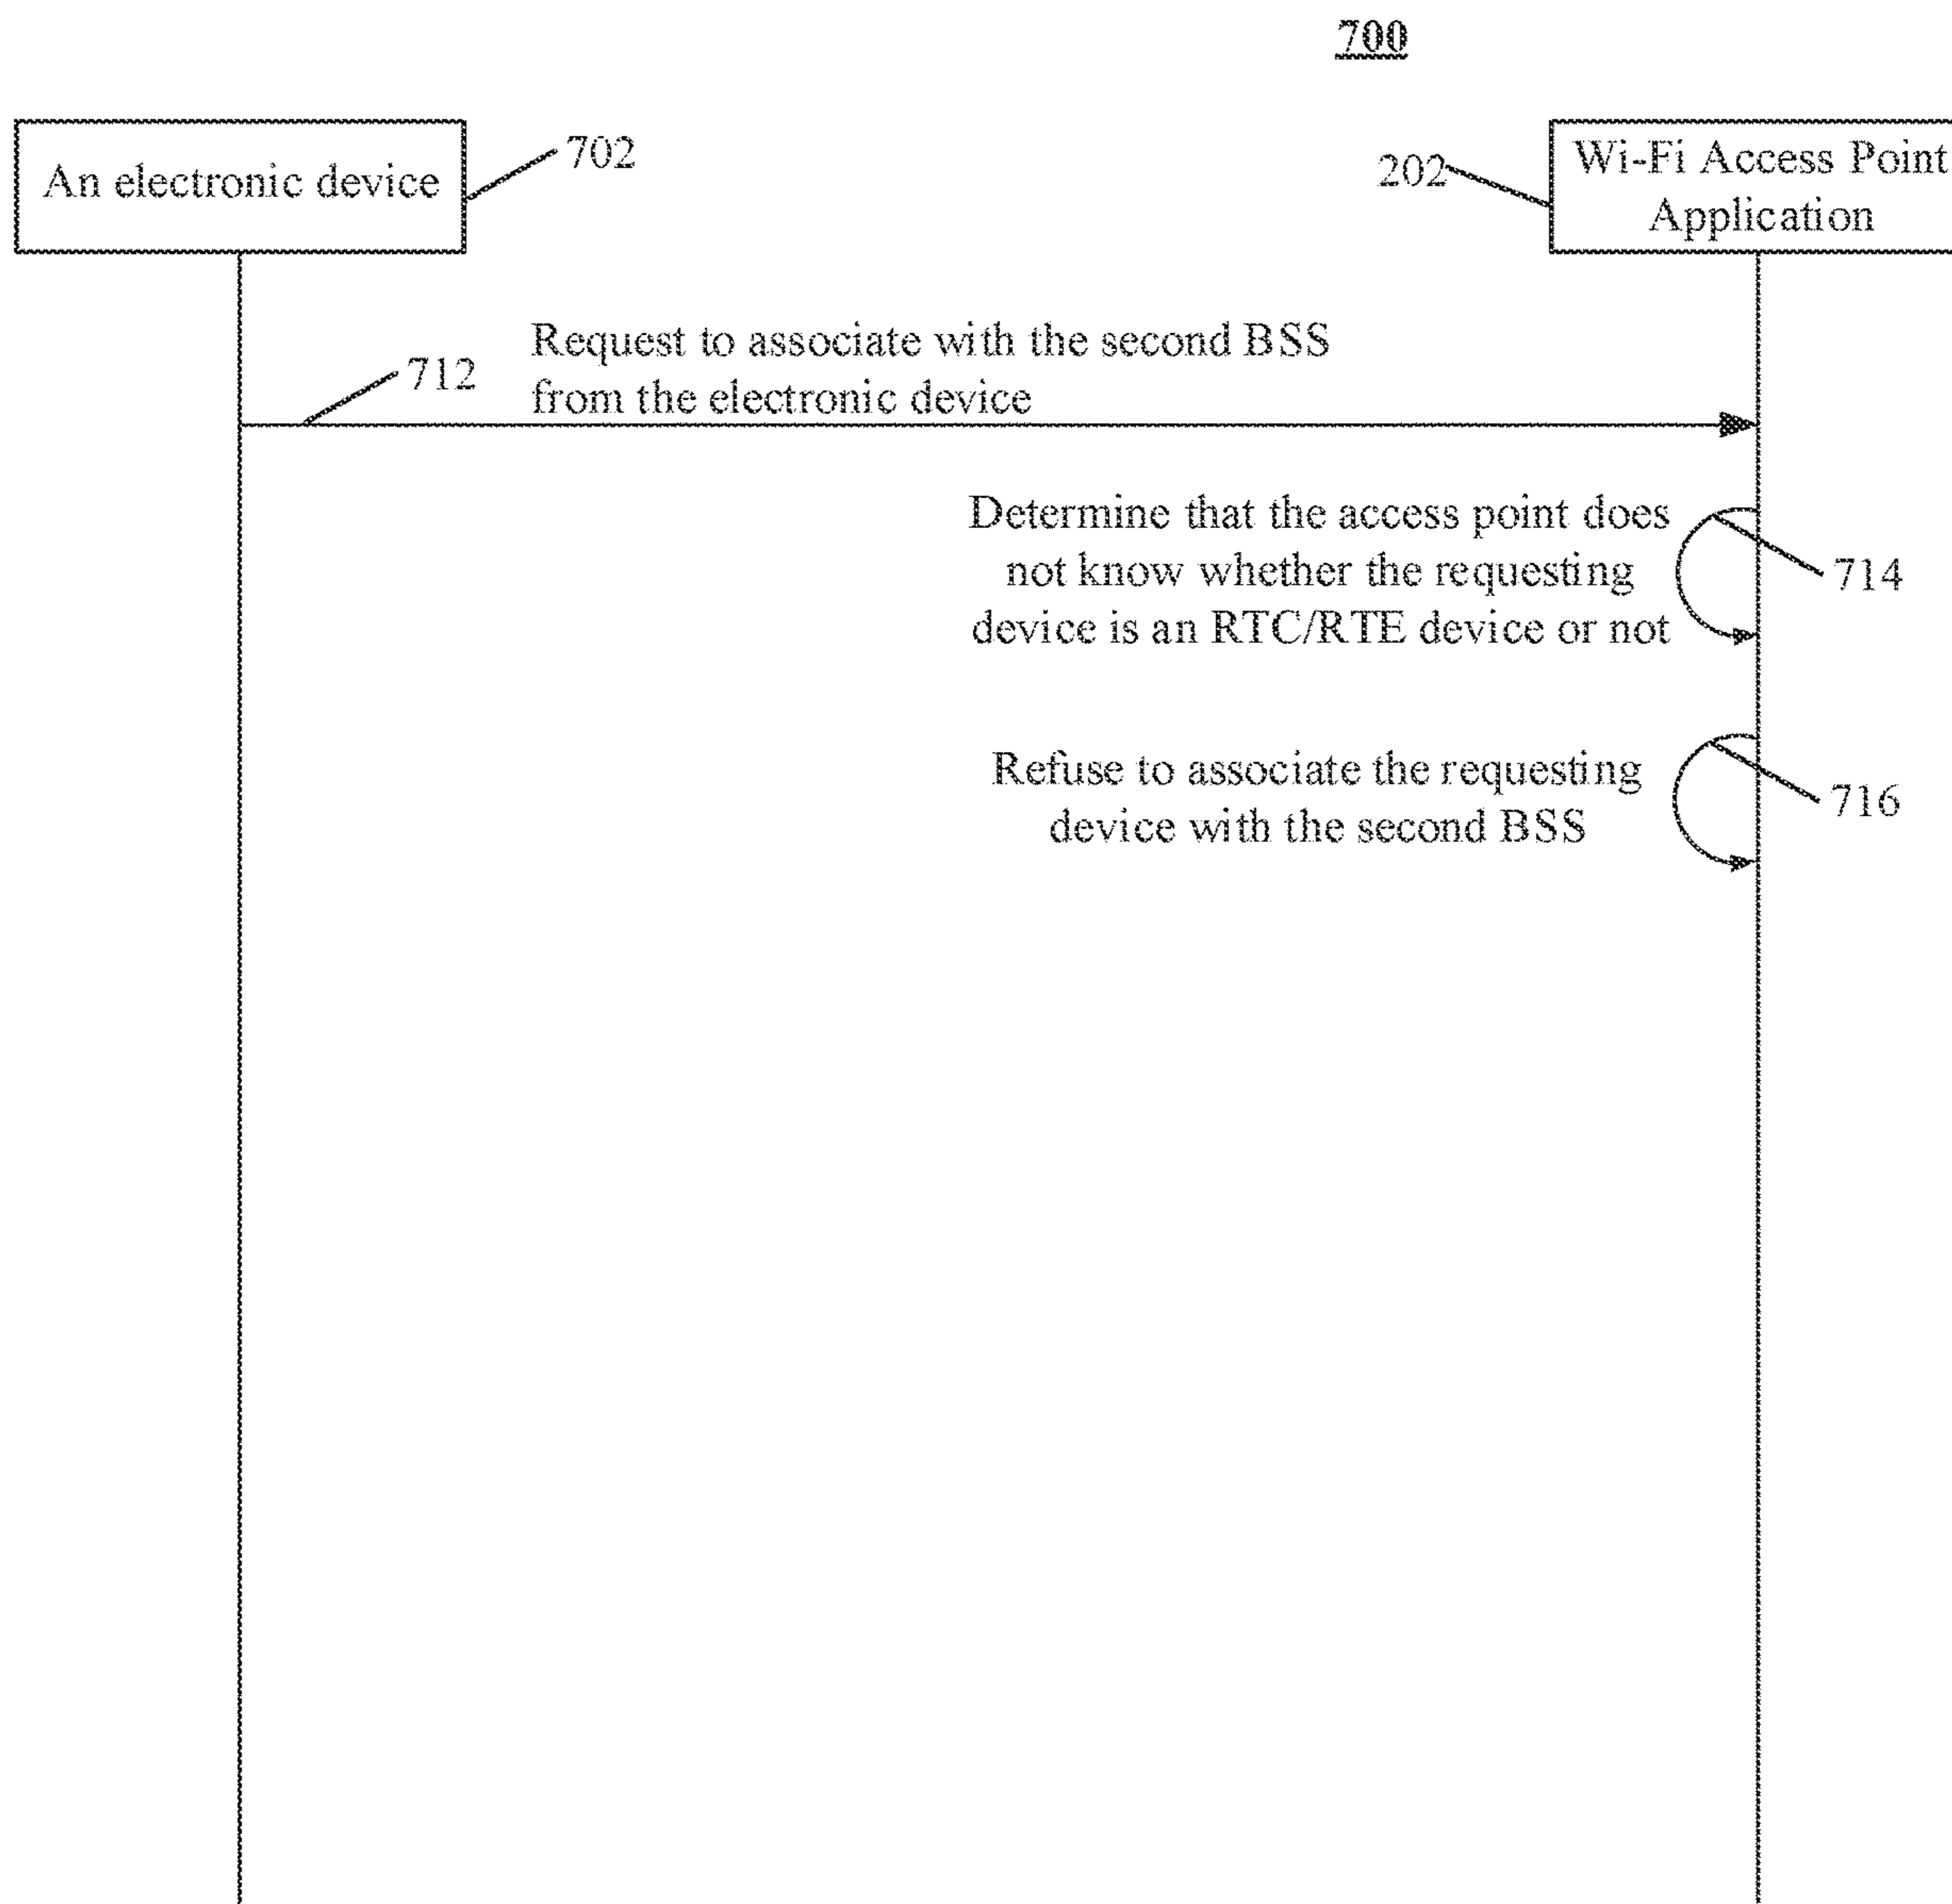 700
An electronic device
702
202
Wi-Fi Access Point
Application
Request to associate with the second BSS
from the electronic device
712
Determine that the access point does
not know whether the requesting
device is an RTC/RTE device or not
714
Refuse to associate the requesting
device with the second BSS
716